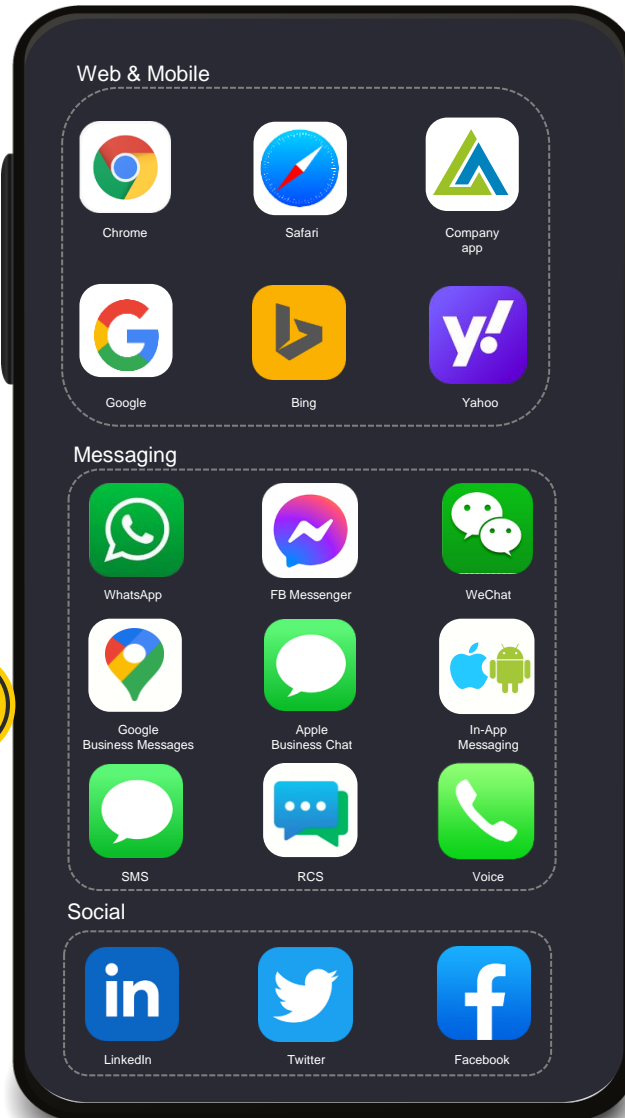 Web & Mobile
Chrome
Safari
Company
app
y!
Google
Bing
Yahoo
Messaging
WhatsApp
FB Messenger
WeChat
Google
Business Messages
Apple
Business Chat
In-App
Messaging
SMS
RCS
Voice
Social
in
LinkedIn
Twitter
Facebook